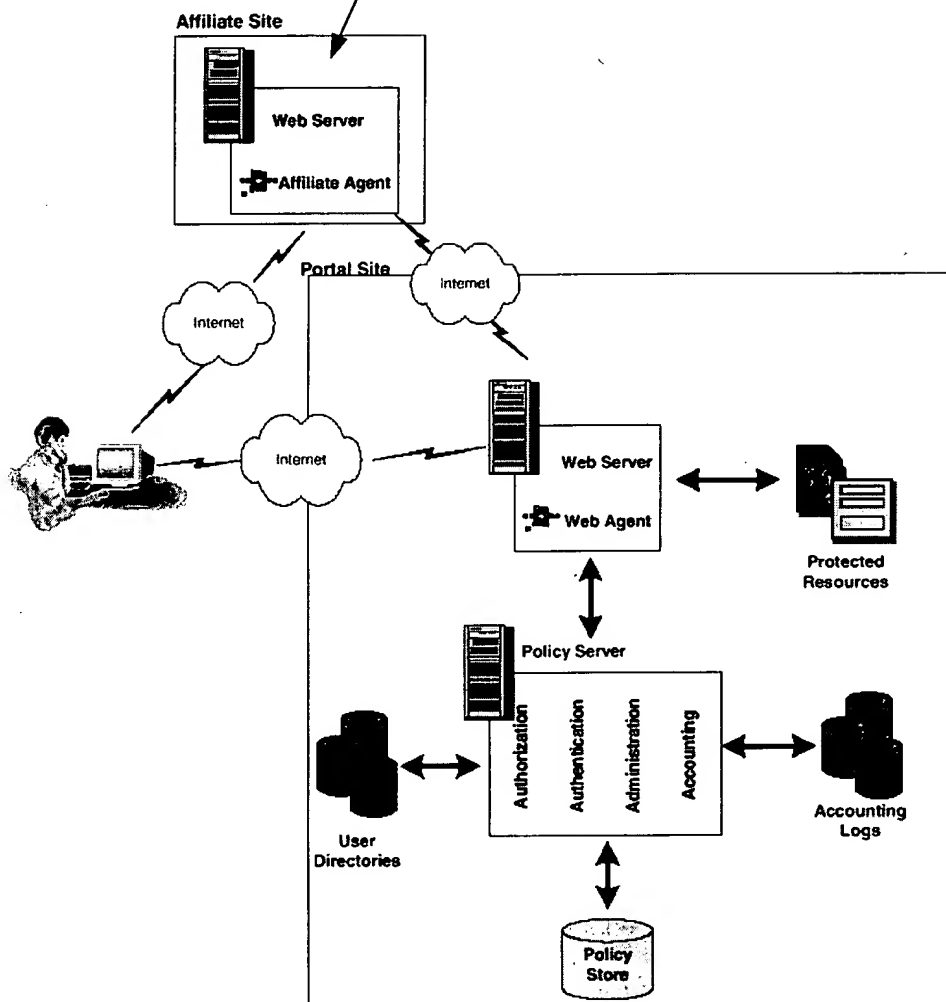 Affiliate Site
Web Server
Affiliate Agent
Portal Site
Internet
Internet
Internet
Web Server
Web Agent
Protected
Resources
Policy Server
Authorization
Authentication
Administration
Accounting
User
Directories
Accounting
Logs
Policy
Store